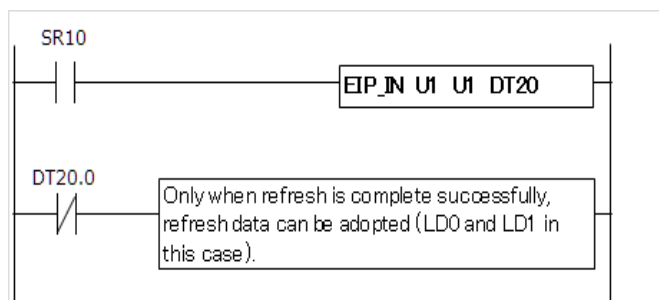 SR10
EIP_IN U1 U1 DT20
DT20.0
Only when refresh is complete successfully,
refresh data can be adopted (LD0 and LD1 in
this case).